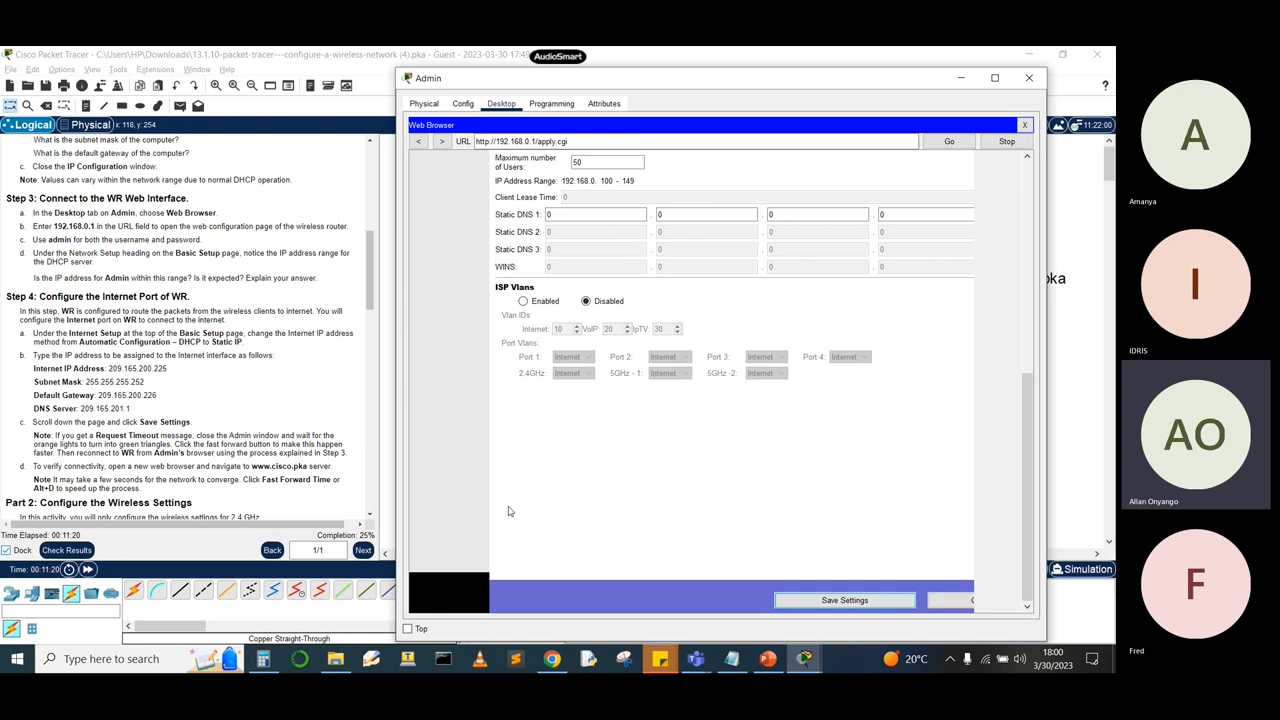 Cisco Packet Tracer - C:\Users\HP\Downloads\13.1.10-packet-tracer---configure-a-wireless-network (4).pka - Guest - 2023-03-30 17:49
AudioSmart
File Edit Options View Tools Extensions Window Help
Logical Physical x: 118, y: 254
11:22:00
What is the subnet mask of the computer?
What is the default gateway of the computer?
c. Close the IP Configuration window.
Note: Values can vary within the network range due to normal DHCP operation.
Step 3: Connect to the WR Web Interface.
a. In the Desktop tab on Admin, choose Web Browser.
b. Enter 192.168.0.1 in the URL field to open the web configuration page of the wireless router.
c. Use admin for both the username and password.
d. Under the Network Setup heading on the Basic Setup page, notice the IP address range for
the DHCP server.
Is the IP address for Admin within this range? Is it expected? Explain your answer.
Step 4: Configure the Internet Port of WR.
In this step, WR is configured to route the packets from the wireless clients to internet. You will
configure the Internet port on WR to connect to the internet.
a. Under the Internet Setup at the top of the Basic Setup page, change the Internet IP address
method from Automatic Configuration – DHCP to Static IP.
b. Type the IP address to be assigned to the Internet interface as follows:
Internet IP Address: 209.165.200.225
Subnet Mask: 255.255.255.252
Default Gateway: 209.165.200.226
DNS Server: 209.165.201.1
c. Scroll down the page and click Save Settings.
Note: If you get a Request Timeout message, close the Admin window and wait for the
orange lights to turn into green triangles. Click the fast forward button to make this happen
faster. Then reconnect to WR from Admin's browser using the process explained in Step 3.
d. To verify connectivity, open a new web browser and navigate to www.cisco.pka server.
Note It may take a few seconds for the network to converge. Click Fast Forward Time or
Alt+D to speed up the process.
Part 2: Configure the Wireless Settings
In this activity, you will only configure the wireless settings for 2.4 GHz
Time Elapsed: 00:11:20 Completion: 25%
Dock Check Results Back 1/1 Next
Time: 00:11:20
Simulation
Copper Straight-Through
pka
Admin
Physical Config Desktop Programming Attributes
Web Browser X
< > URL http://192.168.0.1/apply.cgi Go Stop
Maximum number
of Users: 50
IP Address Range: 192.168.0. 100 - 149
Client Lease Time: 0
Static DNS 1: 0 . 0 . 0 . 0
Static DNS 2: 0 . 0 . 0 . 0
Static DNS 3: 0 . 0 . 0 . 0
WINS: 0 . 0 . 0 . 0
ISP Vlans
Enabled Disabled
Vlan IDs:
Internet: 10 VoIP: 20 IpTV: 30
Port Vlans:
Port 1: Internet Port 2: Internet Port 3: Internet Port 4: Internet
2.4GHz: Internet 5GHz - 1: Internet 5GHz -2: Internet
Save Settings
Top
Type here to search
20°C
18:00
3/30/2023
A
Amanya
I
IDRIS
AO
Allan Onyango
F
Fred